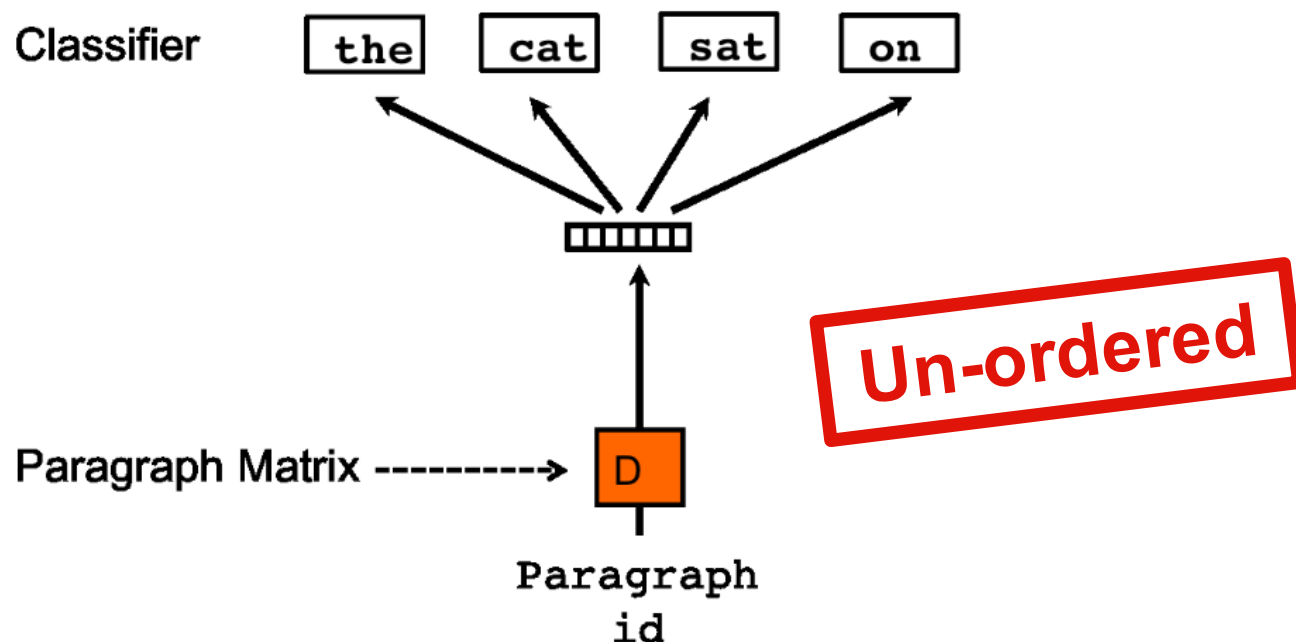 Classifier the cat sat on
Un-ordered
Paragraph Matrix D
Paragraph
id